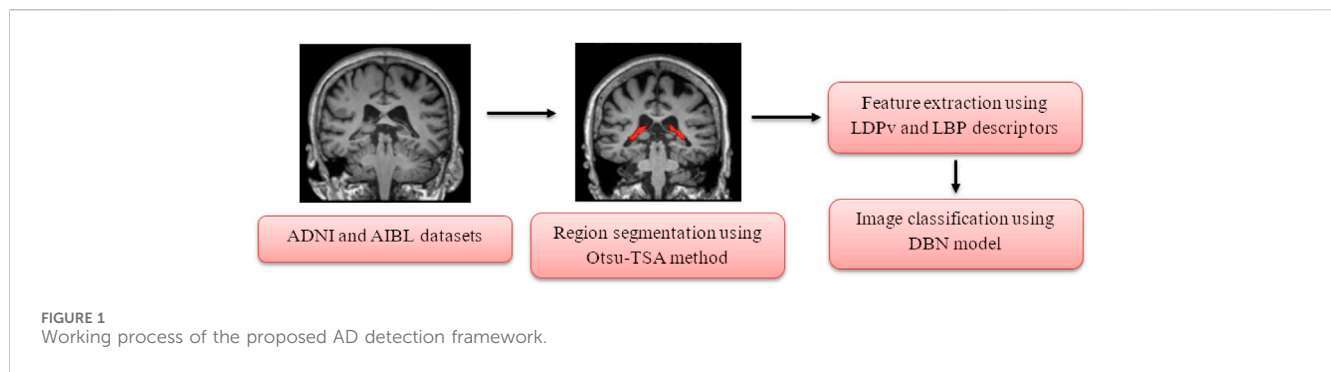 ADNI and AIBL datasets
Region segmentation using
Otsu-TSA method
Feature extraction using
LDPv and LBP descriptors
Image classification using
DBN model
FIGURE 1
Working process of the proposed AD detection framework.